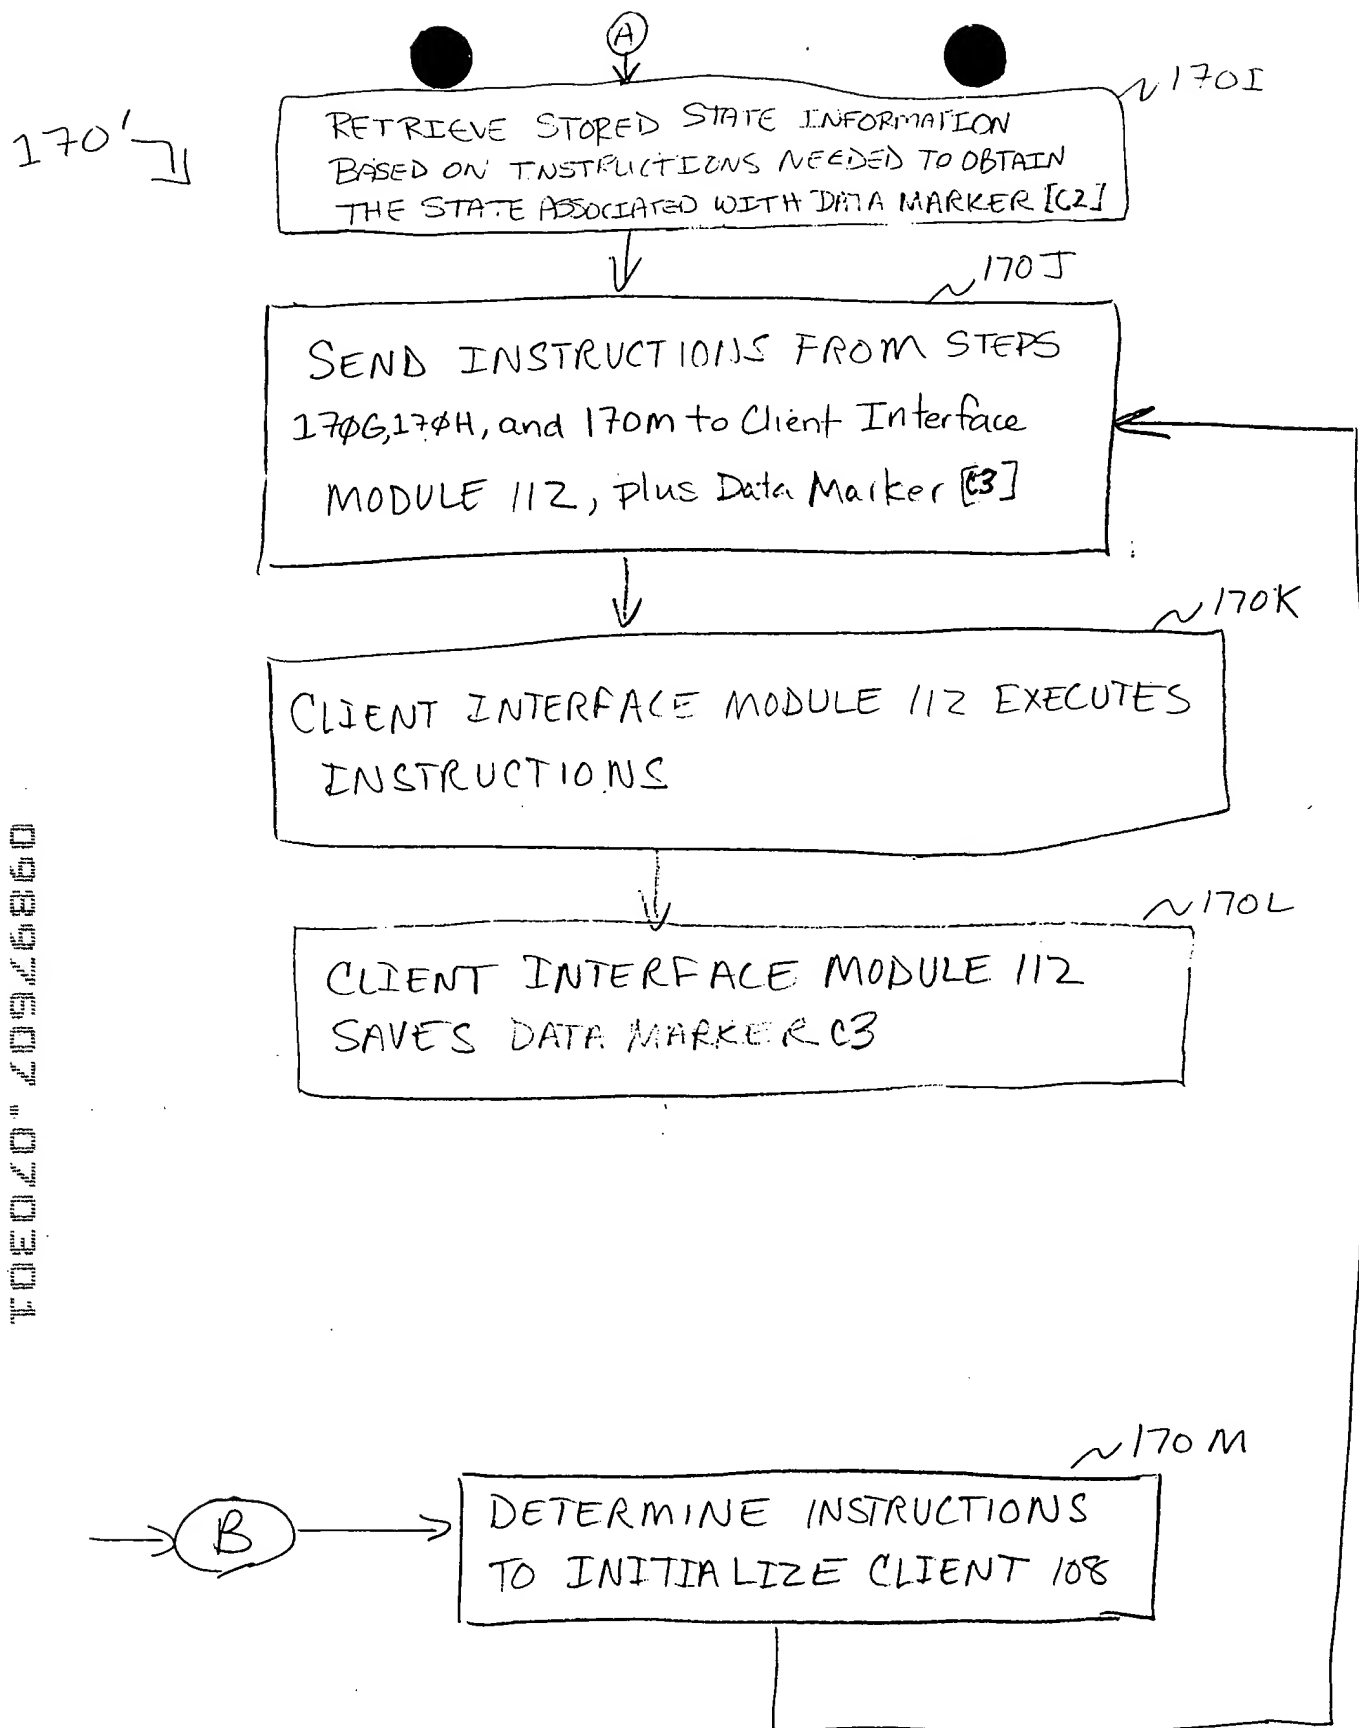 A
170I
170'
RETRIEVE STORED STATE INFORMATION
BASED ON INSTRUCTIONS NEEDED TO OBTAIN
THE STATE ASSOCIATED WITH DATA MARKER [C2]
170J
SEND INSTRUCTIONS FROM STEPS
170G, 170H, and 170M to Client Interface
MODULE 112, plus Data Marker [C3]
170K
CLIENT INTERFACE MODULE 112 EXECUTES
INSTRUCTIONS
170L
CLIENT INTERFACE MODULE 112
SAVES DATA MARKER C3
170M
B
DETERMINE INSTRUCTIONS
TO INITIALIZE CLIENT 108
09897607.070301